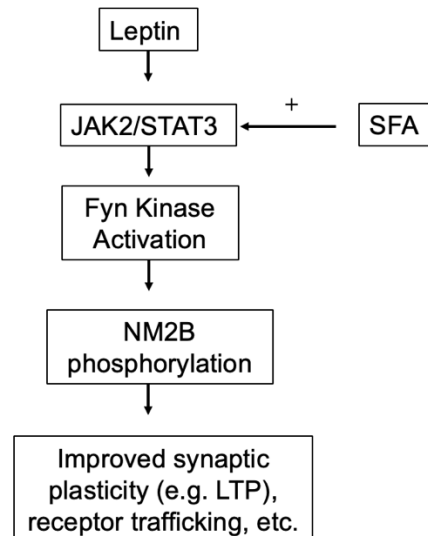 Leptin
+
JAK2/STAT3
SFA
Fyn Kinase
Activation
NM2B
phosphorylation
Improved synaptic
plasticity (e.g. LTP),
receptor trafficking, etc.